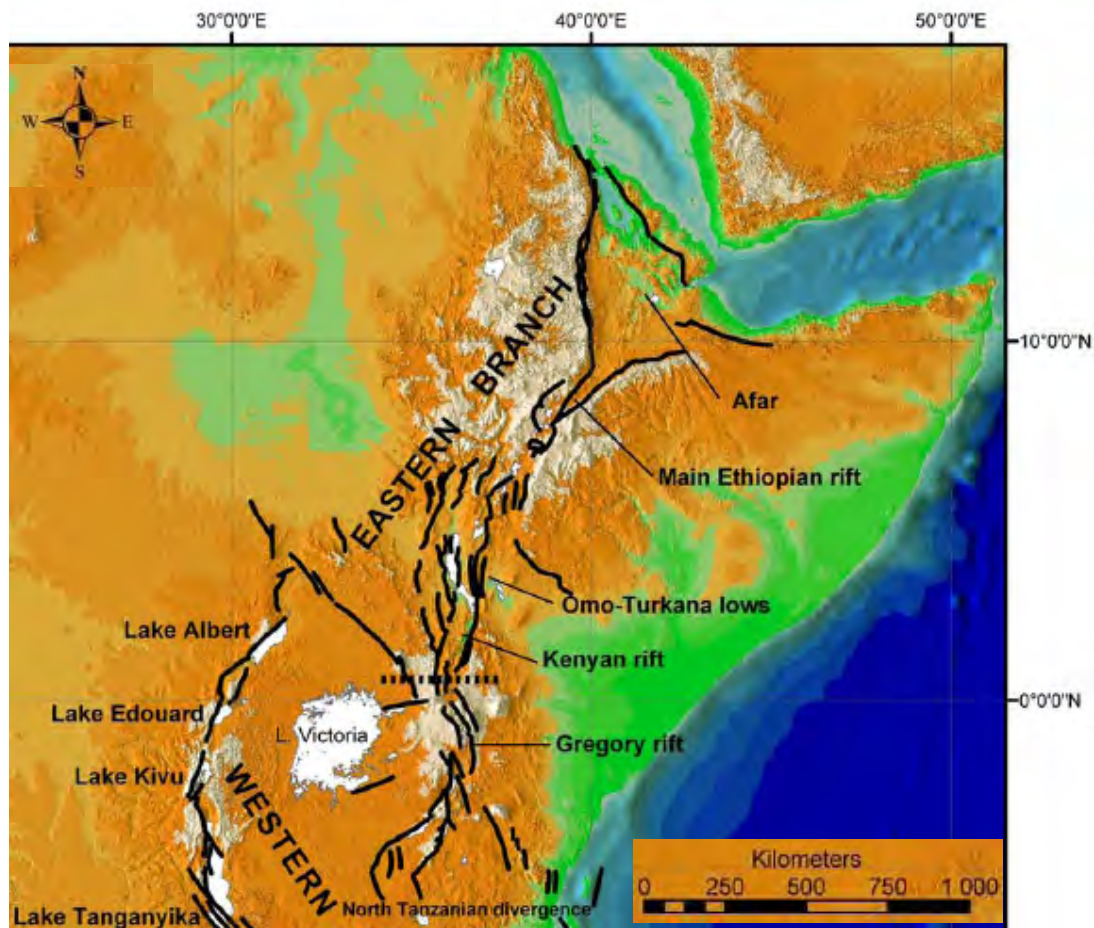 30°0'0"E
40°0'0"E
50°0'0"E
N
W
E
S
10°0'0"N
EASTERN BRANCH
Afar
Main Ethiopian rift
Omo-Turkana lows
Lake Albert
Kenyan rift
0°0'0"N
Lake Edouard
L. Victoria
Gregory rift
Lake Kivu
WESTERN
Kilometers
0 250 500 750 1 000
North Tanzanian divergence
Lake Tanganyika